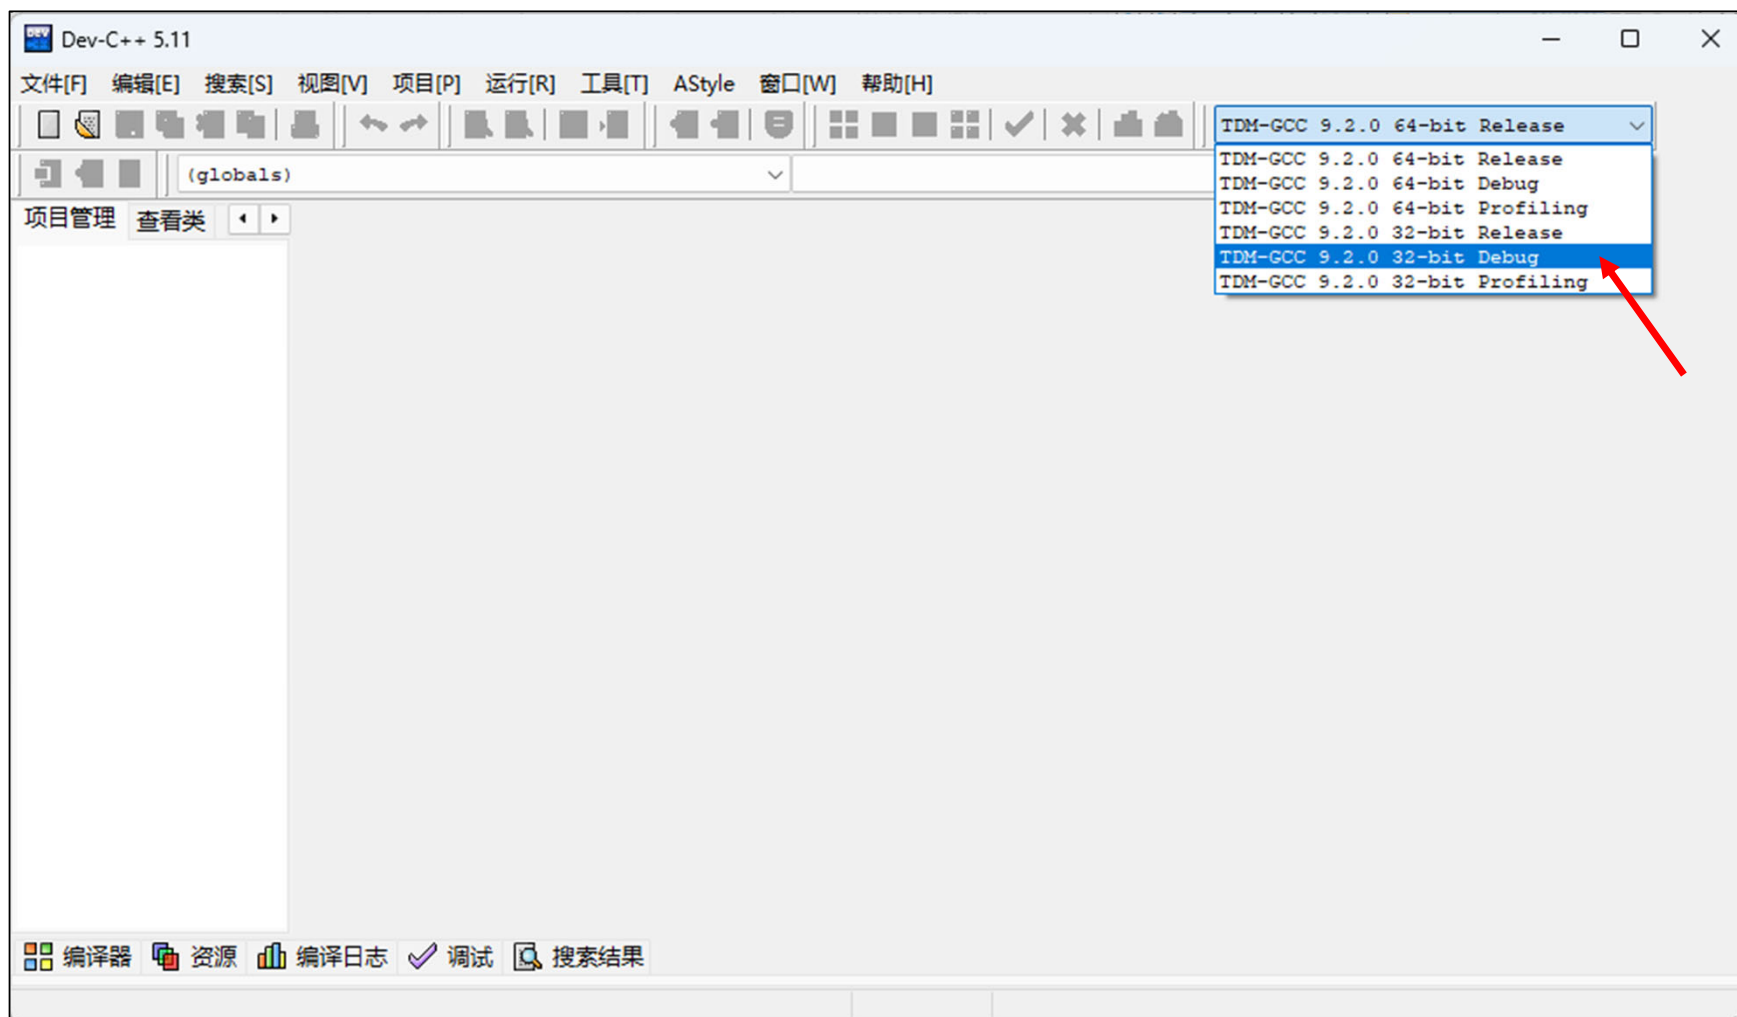 Dev-C++ 5.11
文件[F] 编辑[E] 搜索[S] 视图[V] 项目[P] 运行[R] 工具[T] AStyle 窗口[W] 帮助[H]
TDM-GCC 9.2.0 64-bit Release
TDM-GCC 9.2.0 64-bit Release
TDM-GCC 9.2.0 64-bit Debug
TDM-GCC 9.2.0 64-bit Profiling
TDM-GCC 9.2.0 32-bit Release
TDM-GCC 9.2.0 32-bit Debug
TDM-GCC 9.2.0 32-bit Profiling
(globals)
项目管理 查看类
编译器 资源 编译日志 调试 搜索结果